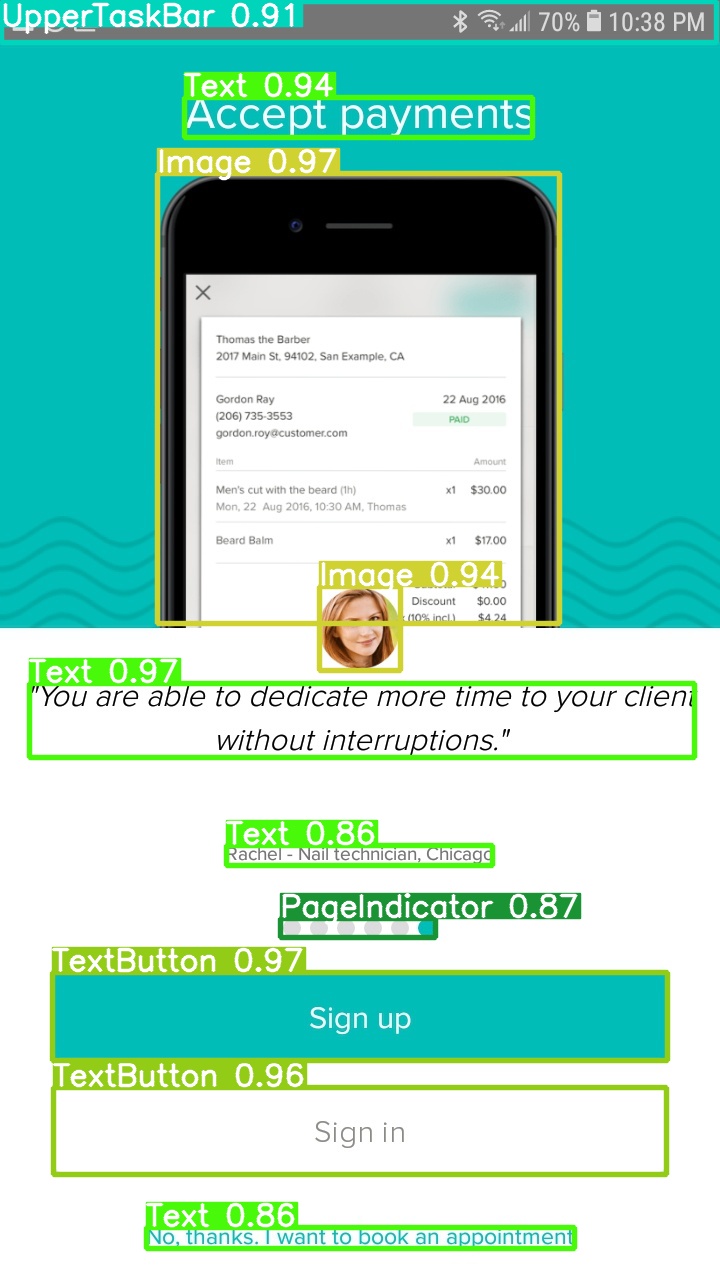 UpperTaskBar 0.91
70% 10:38 PM
Text 0.94
Accept payments
Image 0.97
Thomas the Barber
2017 Main St, 94102, San Example, CA
Gordon Ray 22 Aug 2016
(206) 735-3553 PAID
gordon.roy@customer.com
Item Amount
Men's cut with the beard (1h) x1 $30.00
Mon, 22 Aug 2016, 10:30 AM, Thomas
Beard Balm x1 $17.00
Image 0.94
Discount $0.00
(10% incl.) $4.24
Text 0.97
"You are able to dedicate more time to your client
without interruptions."
Text 0.86
Rachel - Nail technician, Chicago
PageIndicator 0.87
TextButton 0.97
Sign up
TextButton 0.96
Sign in
Text 0.86
No, thanks. I want to book an appointment